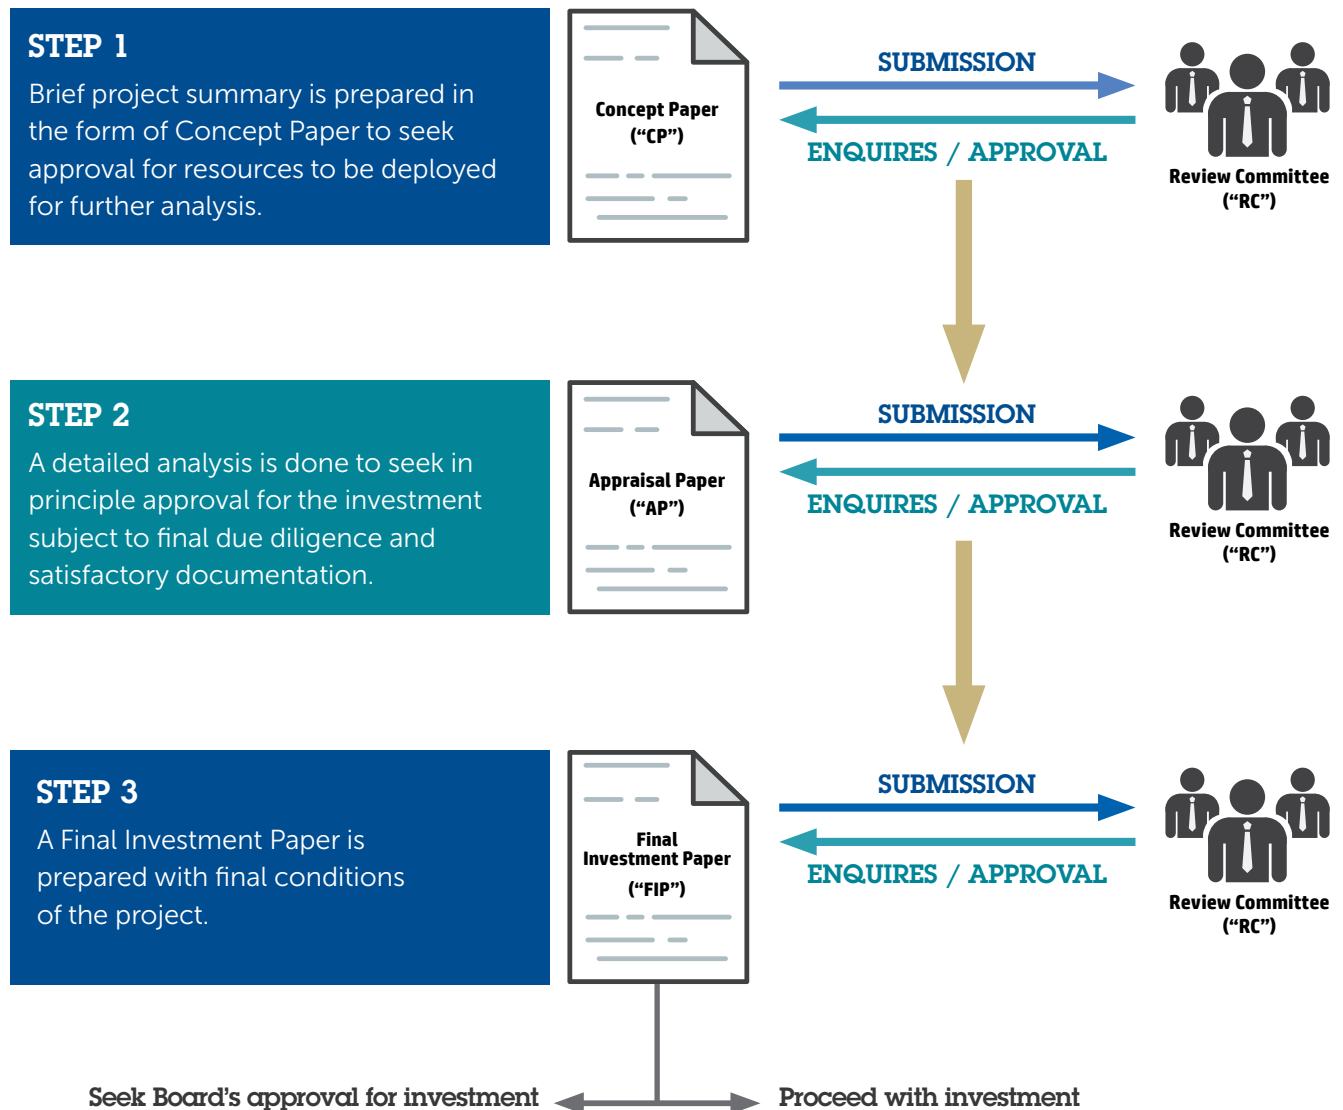 STEP 1
Brief project summary is prepared in
the form of Concept Paper to seek
approval for resources to be deployed
for further analysis.
Concept Paper
(“CP”)
SUBMISSION
ENQUIRES / APPROVAL
Review Committee
(“RC”)
STEP 2
A detailed analysis is done to seek in
principle approval for the investment
subject to final due diligence and
satisfactory documentation.
Appraisal Paper
(“AP”)
SUBMISSION
ENQUIRES / APPROVAL
Review Committee
(“RC”)
STEP 3
A Final Investment Paper is
prepared with final conditions
of the project.
Final
Investment Paper
(“FIP”)
SUBMISSION
ENQUIRES / APPROVAL
Review Committee
(“RC”)
Seek Board's approval for investment
Proceed with investment